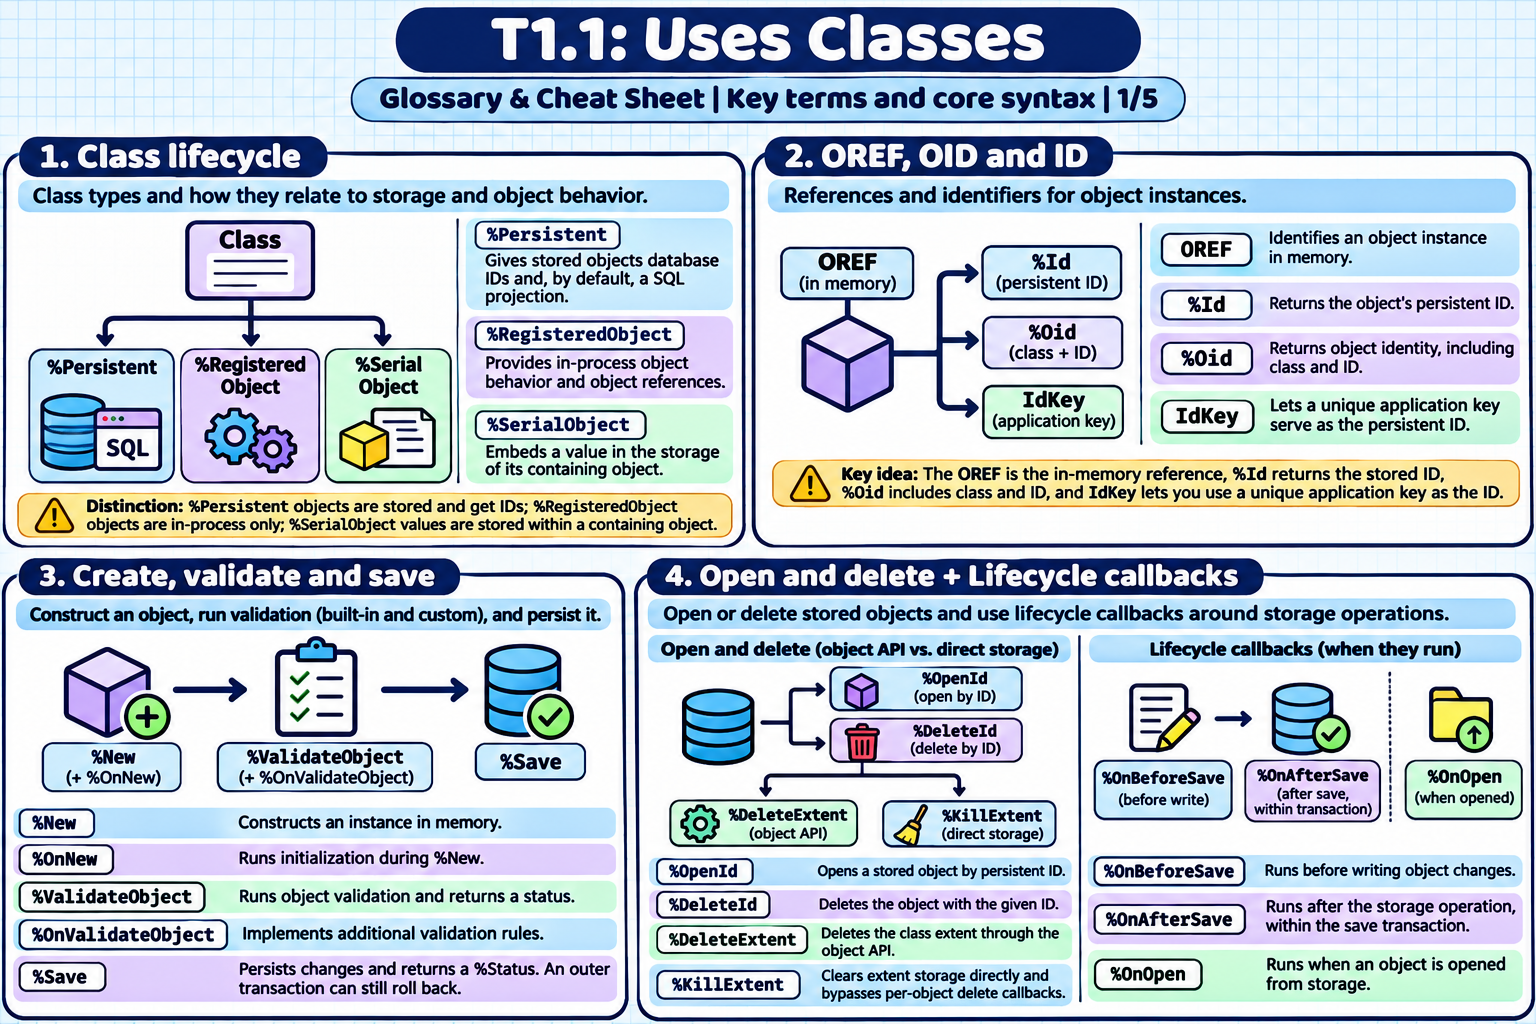 T1.1: Uses Classes
Glossary & Cheat Sheet | Key terms and core syntax | 1/5
1. Class lifecycle
Class types and how they relate to storage and object behavior.
Class
%Persistent
SQL
%Registered
Object
%Serial
Object
%Persistent
Gives stored objects database
IDs and, by default, a SQL
projection.
%RegisteredObject
Provides in-process object
behavior and object references.
%SerialObject
Embeds a value in the storage
of its containing object.
Distinction: %Persistent objects are stored and get IDs; %RegisteredObject
objects are in-process only; %SerialObject values are stored within a containing object.
2. OREF, OID and ID
References and identifiers for object instances.
OREF
(in memory)
%Id
(persistent ID)
%Oid
(class + ID)
IdKey
(application key)
OREF
Identifies an object instance
in memory.
%Id
Returns the object's persistent ID.
%Oid
Returns object identity, including
class and ID.
IdKey
Lets a unique application key
serve as the persistent ID.
Key idea: The OREF is the in-memory reference, %Id returns the stored ID,
%Oid includes class and ID, and IdKey lets you use a unique application key as the ID.
3. Create, validate and save
Construct an object, run validation (built-in and custom), and persist it.
%New
(+ %OnNew)
%ValidateObject
(+ %OnValidateObject)
%Save
%New
Constructs an instance in memory.
%OnNew
Runs initialization during %New.
%ValidateObject
Runs object validation and returns a status.
%OnValidateObject
Implements additional validation rules.
%Save
Persists changes and returns a %Status. An outer
transaction can still roll back.
4. Open and delete + Lifecycle callbacks
Open or delete stored objects and use lifecycle callbacks around storage operations.
Open and delete (object API vs. direct storage)
%OpenId
(open by ID)
%DeleteId
(delete by ID)
%DeleteExtent
(object API)
%KillExtent
(direct storage)
%OpenId
Opens a stored object by persistent ID.
%DeleteId
Deletes the object with the given ID.
%DeleteExtent
Deletes the class extent through the
object API.
%KillExtent
Clears extent storage directly and
bypasses per-object delete callbacks.
Lifecycle callbacks (when they run)
%OnBeforeSave
(before write)
%OnAfterSave
(after save,
within transaction)
%OnOpen
(when opened)
%OnBeforeSave
Runs before writing object changes.
%OnAfterSave
Runs after the storage operation,
within the save transaction.
%OnOpen
Runs when an object is opened
from storage.